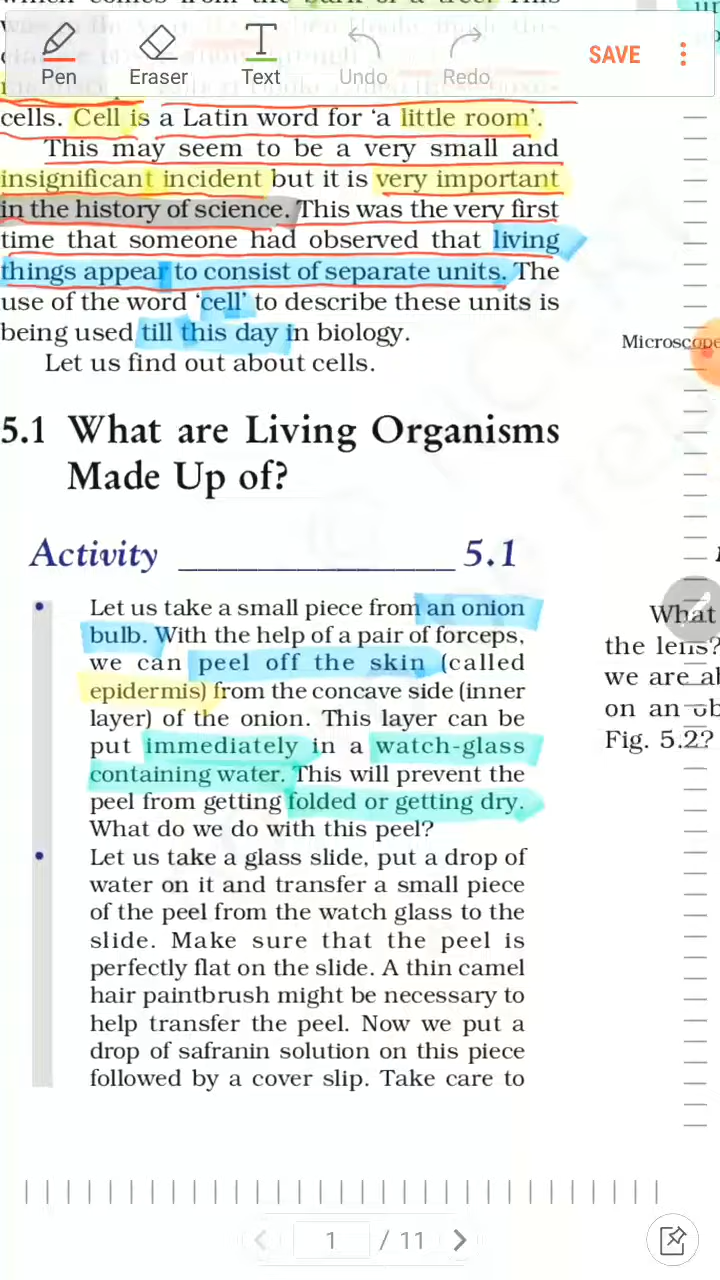 Pen Eraser Text Undo Redo SAVE
cells. Cell is a Latin word for ‘a little room’.
This may seem to be a very small and
insignificant incident but it is very important
in the history of science. This was the very first
time that someone had observed that living
things appear to consist of separate units. The
use of the word ‘cell’ to describe these units is
being used till this day in biology.
Let us find out about cells.
5.1 What are Living Organisms
Made Up of?
Activity _______________ 5.1
• Let us take a small piece from an onion
bulb. With the help of a pair of forceps,
we can peel off the skin (called
epidermis) from the concave side (inner
layer) of the onion. This layer can be
put immediately in a watch-glass
containing water. This will prevent the
peel from getting folded or getting dry.
What do we do with this peel?
• Let us take a glass slide, put a drop of
water on it and transfer a small piece
of the peel from the watch glass to the
slide. Make sure that the peel is
perfectly flat on the slide. A thin camel
hair paintbrush might be necessary to
help transfer the peel. Now we put a
drop of safranin solution on this piece
followed by a cover slip. Take care to
Microscope
What
the lens?
we are
on an
Fig. 5.2?
1 / 11